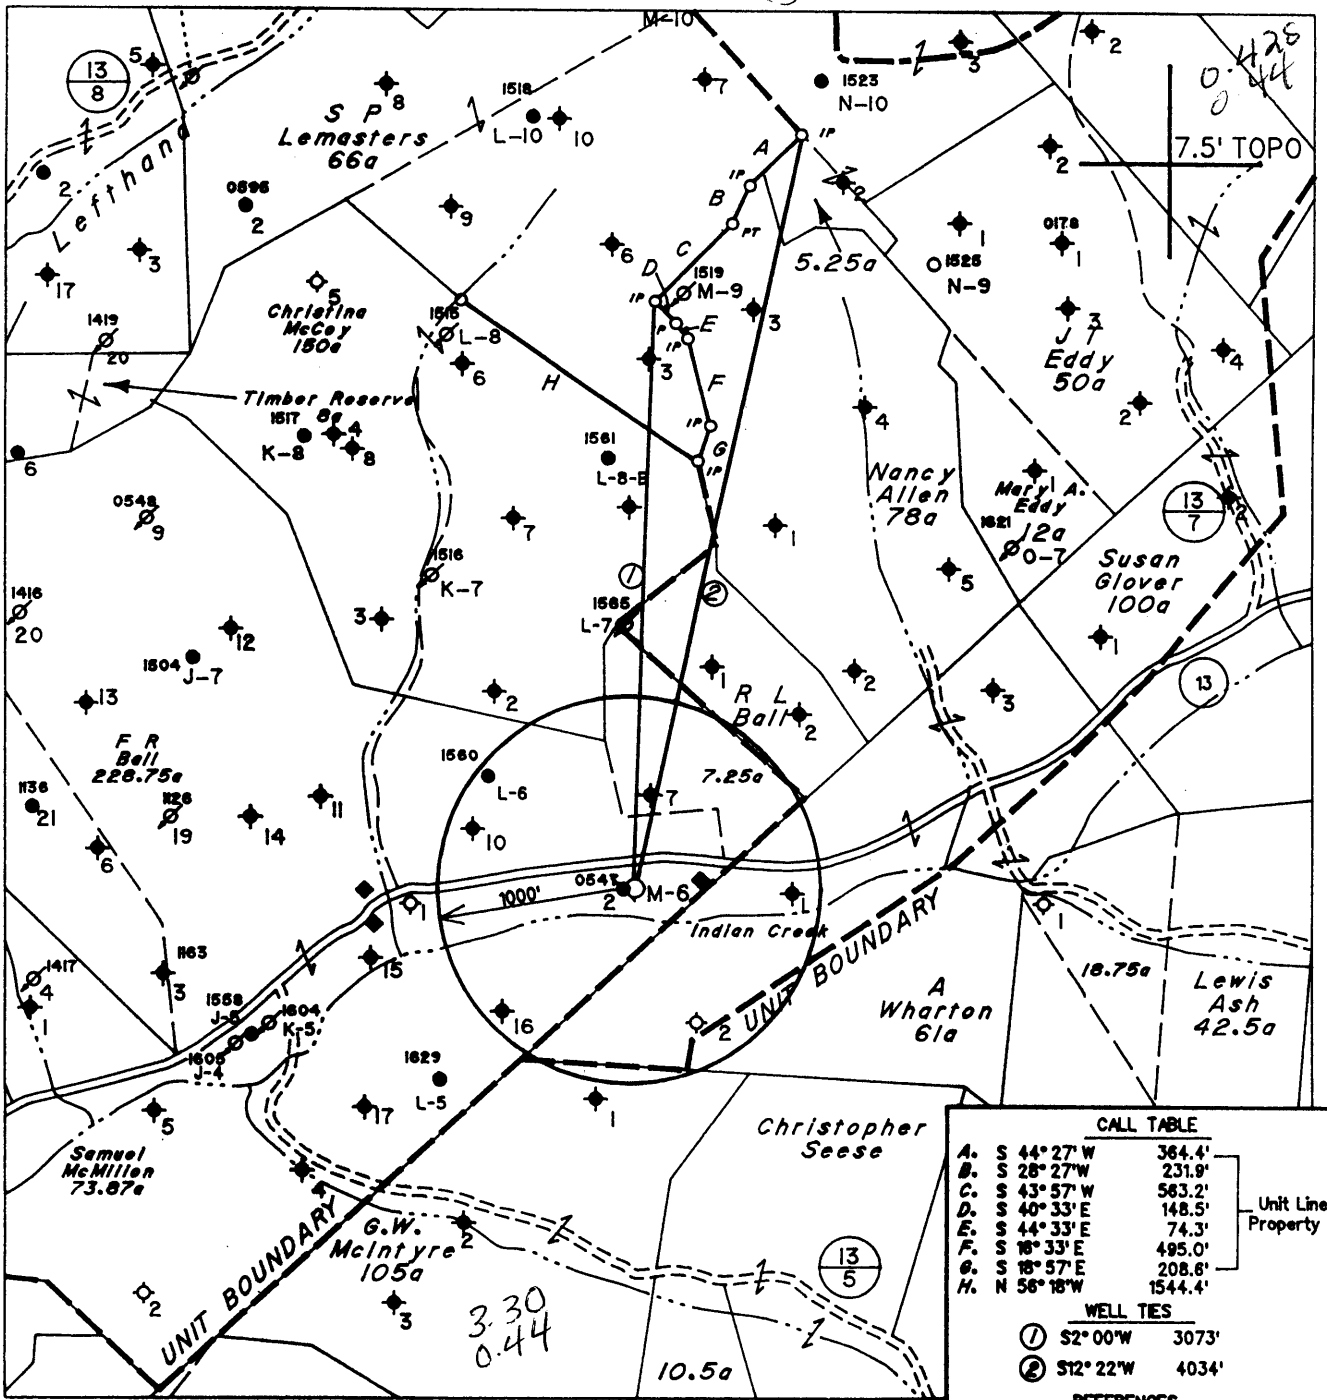 M-10
13
8
5
8
1518
L-10
10
7
1523
N-10
3
2
0.428
0.44
7.5' TOPO
S P
Lemasters
66a
Lefthand
2
0596
2
3
17
9
6
IP
A
IP
B
PT
C
D
1519
M-9
IP
E
IP
F
IP
G
IP
5.25a
2
1
1525
N-9
2
0178
1
3
J T
Eddy
50a
4
2
5
Christina
McCoy
150a
1515
L-8
6
H
3
3
4
1419
20
Timber Reserve
8a
1517
K-8
4
8
6
0548
9
1561
L-8-B
7
1
Nancy
Allen
78a
Mary A.
Eddy
12a
1
1621
O-7
13
7
2
5
Susan
Glover
100a
1
1516
K-7
1416
20
12
3
1504
J-7
1
2
1565
L-7
13
2
R L
Ball
1
2
2
3
13
F R
Ball
228.75a
1136
21
1126
19
14
11
6
1560
L-6
10
7.25a
7
0547
2
M-6
1000'
1
1
Indian Creek
UNIT BOUNDARY
1
18.75a
Lewis
Ash
42.5a
A
Wharton
61a
1417
4
1
1163
3
15
1558
J-5
1604
K-5
1605
J-4
16
2
1629
L-5
17
1
5
Samuel
McMillen
73.87a
4
Christopher
Seese
UNIT BOUNDARY
G.W.
McIntyre
105a
2
2
3
3.30
0.44
13
5
10.5a
CALL TABLE
A. S 44° 27' W 364.4'
B. S 28° 27' W 231.9'
C. S 43° 57' W 563.2'
D. S 40° 33' E 148.5'
E. S 44° 33' E 74.3'
F. S 16° 33' E 495.0'
G. S 18° 57' E 208.6'
H. N 56° 18' W 1544.4'
Unit Line
Property
WELL TIES
1 S2° 00'W 3073'
2 S12° 22'W 4034'
REFERENCES